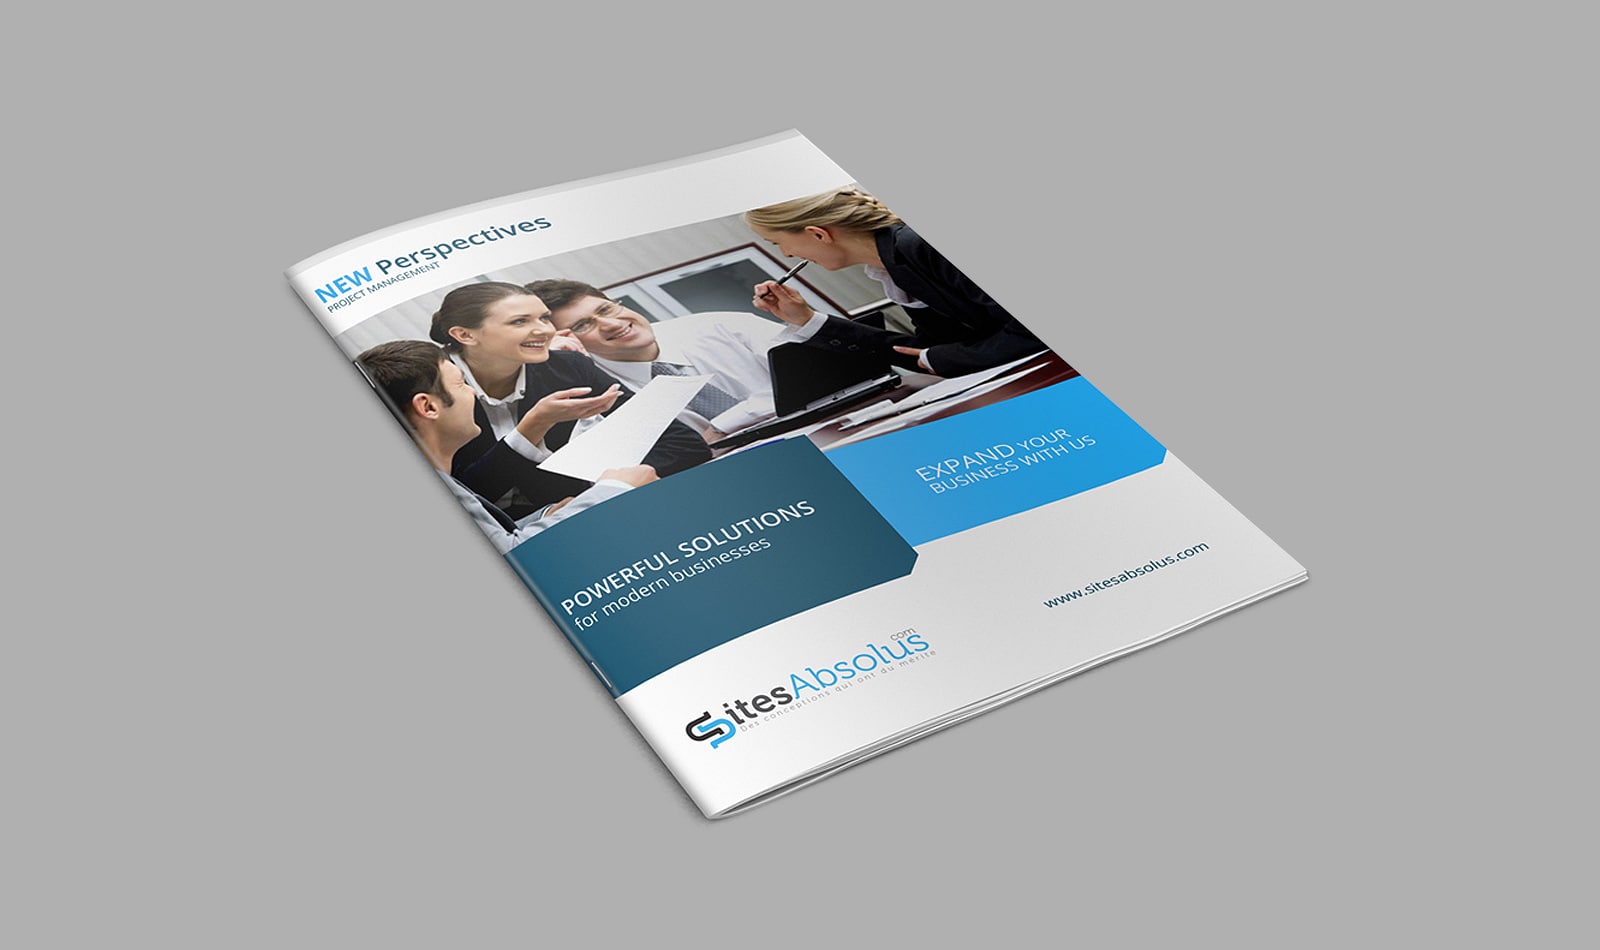 NEW Perspectives
PROJECT MANAGEMENT
EXPAND YOUR
BUSINESS WITH US
POWERFUL SOLUTIONS
for modern businesses
www.sitesabsolus.com
SitesAbsolus
com
Des conceptions qui ont du mérite